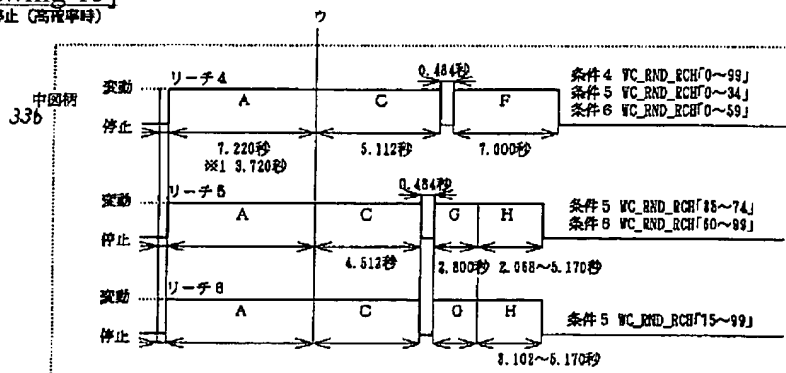 wing 15]
停止（高確率時）
ウ
336
中図柄
変動
停止
リーチ4
A
C
0.484秒
F
7.220秒
※1 3.720秒
5.112秒
7.000秒
条件4 WC_RND_RCH「0〜99」
条件5 WC_RND_RCH「0〜34」
条件6 WC_RND_RCH「0〜59」
変動
停止
リーチ5
A
C
0.484秒
G
H
4.512秒
2.800秒
2.068〜5.170秒
条件5 WC_RND_RCH「35〜74」
条件6 WC_RND_RCH「60〜99」
変動
停止
リーチ6
A
C
G
H
3.102〜5.170秒
条件5 WC_RND_RCH「75〜99」